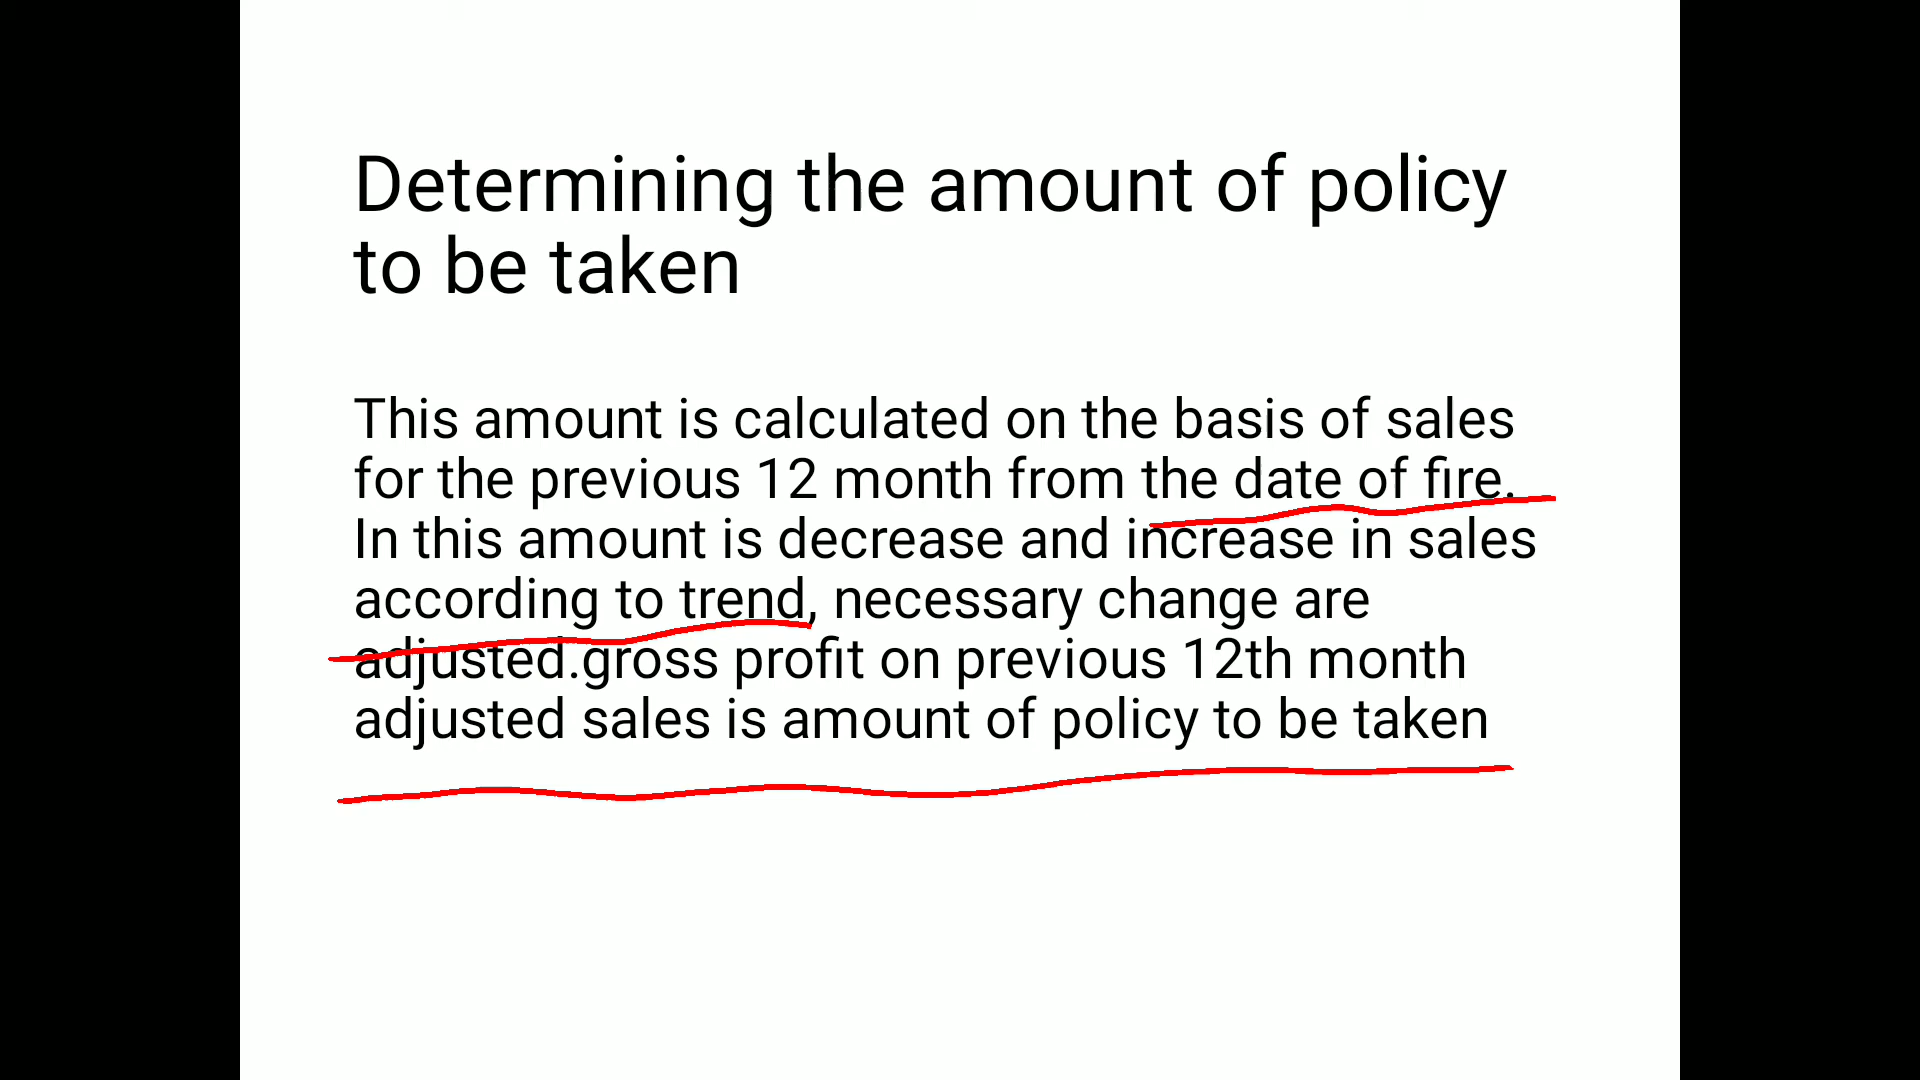 Determining the amount of policy
to be taken
This amount is calculated on the basis of sales
for the previous 12 month from the date of fire.
In this amount is decrease and increase in sales
according to trend, necessary change are
adjusted.gross profit on previous 12th month
adjusted sales is amount of policy to be taken